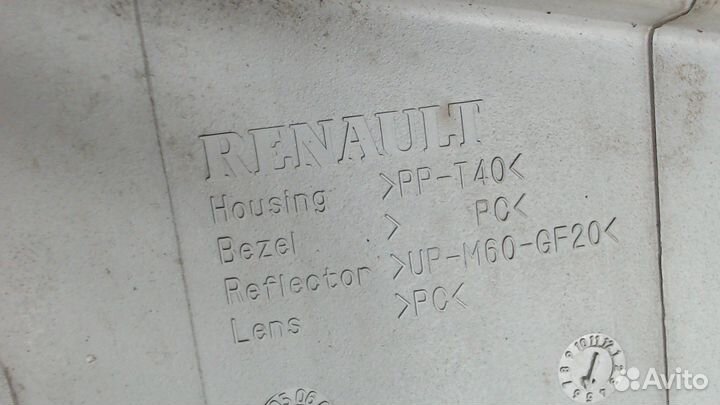 RENAULT
Housing >PP-T40<
Bezel > PC<
Reflector >UP-M60-GF20<
Lens >PC<
Avito